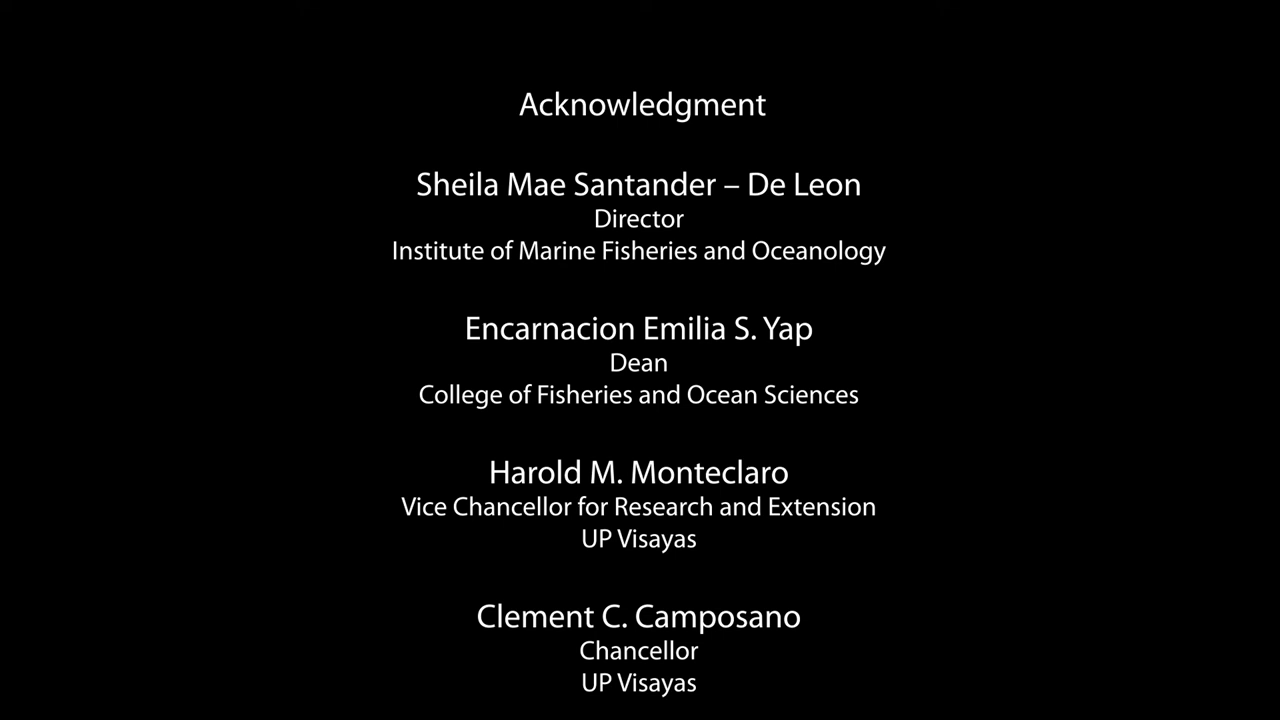 Acknowledgment
Sheila Mae Santander – De Leon
Director
Institute of Marine Fisheries and Oceanology
Encarnacion Emilia S. Yap
Dean
College of Fisheries and Ocean Sciences
Harold M. Monteclaro
Vice Chancellor for Research and Extension
UP Visayas
Clement C. Camposano
Chancellor
UP Visayas